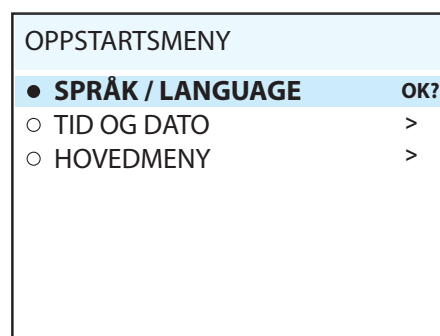 OPPSTARTSMENY
● SPRÅK / LANGUAGE OK?
○ TID OG DATO >
○ HOVEDMENY >